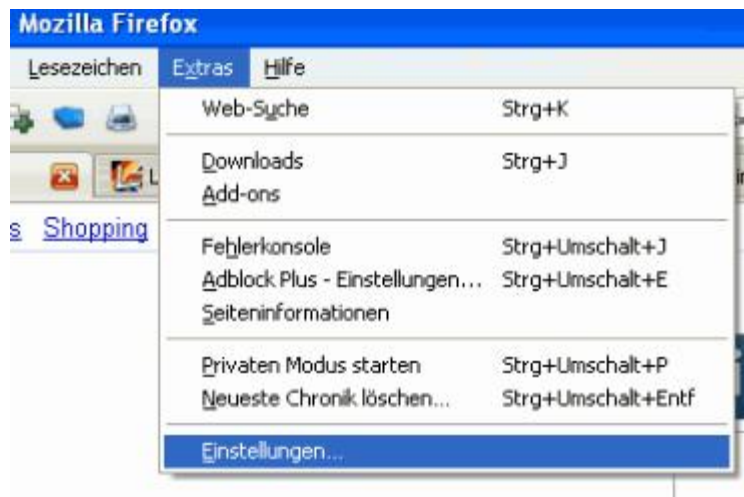 Mozilla Firefox
Lesezeichen Extras Hilfe
Web-Suche Strg+K
Downloads Strg+J
Add-ons
Shopping
Fehlerkonsole Strg+Umschalt+J
Adblock Plus - Einstellungen... Strg+Umschalt+E
Seiteninformationen
Privaten Modus starten Strg+Umschalt+P
Neueste Chronik löschen... Strg+Umschalt+Entf
Einstellungen...